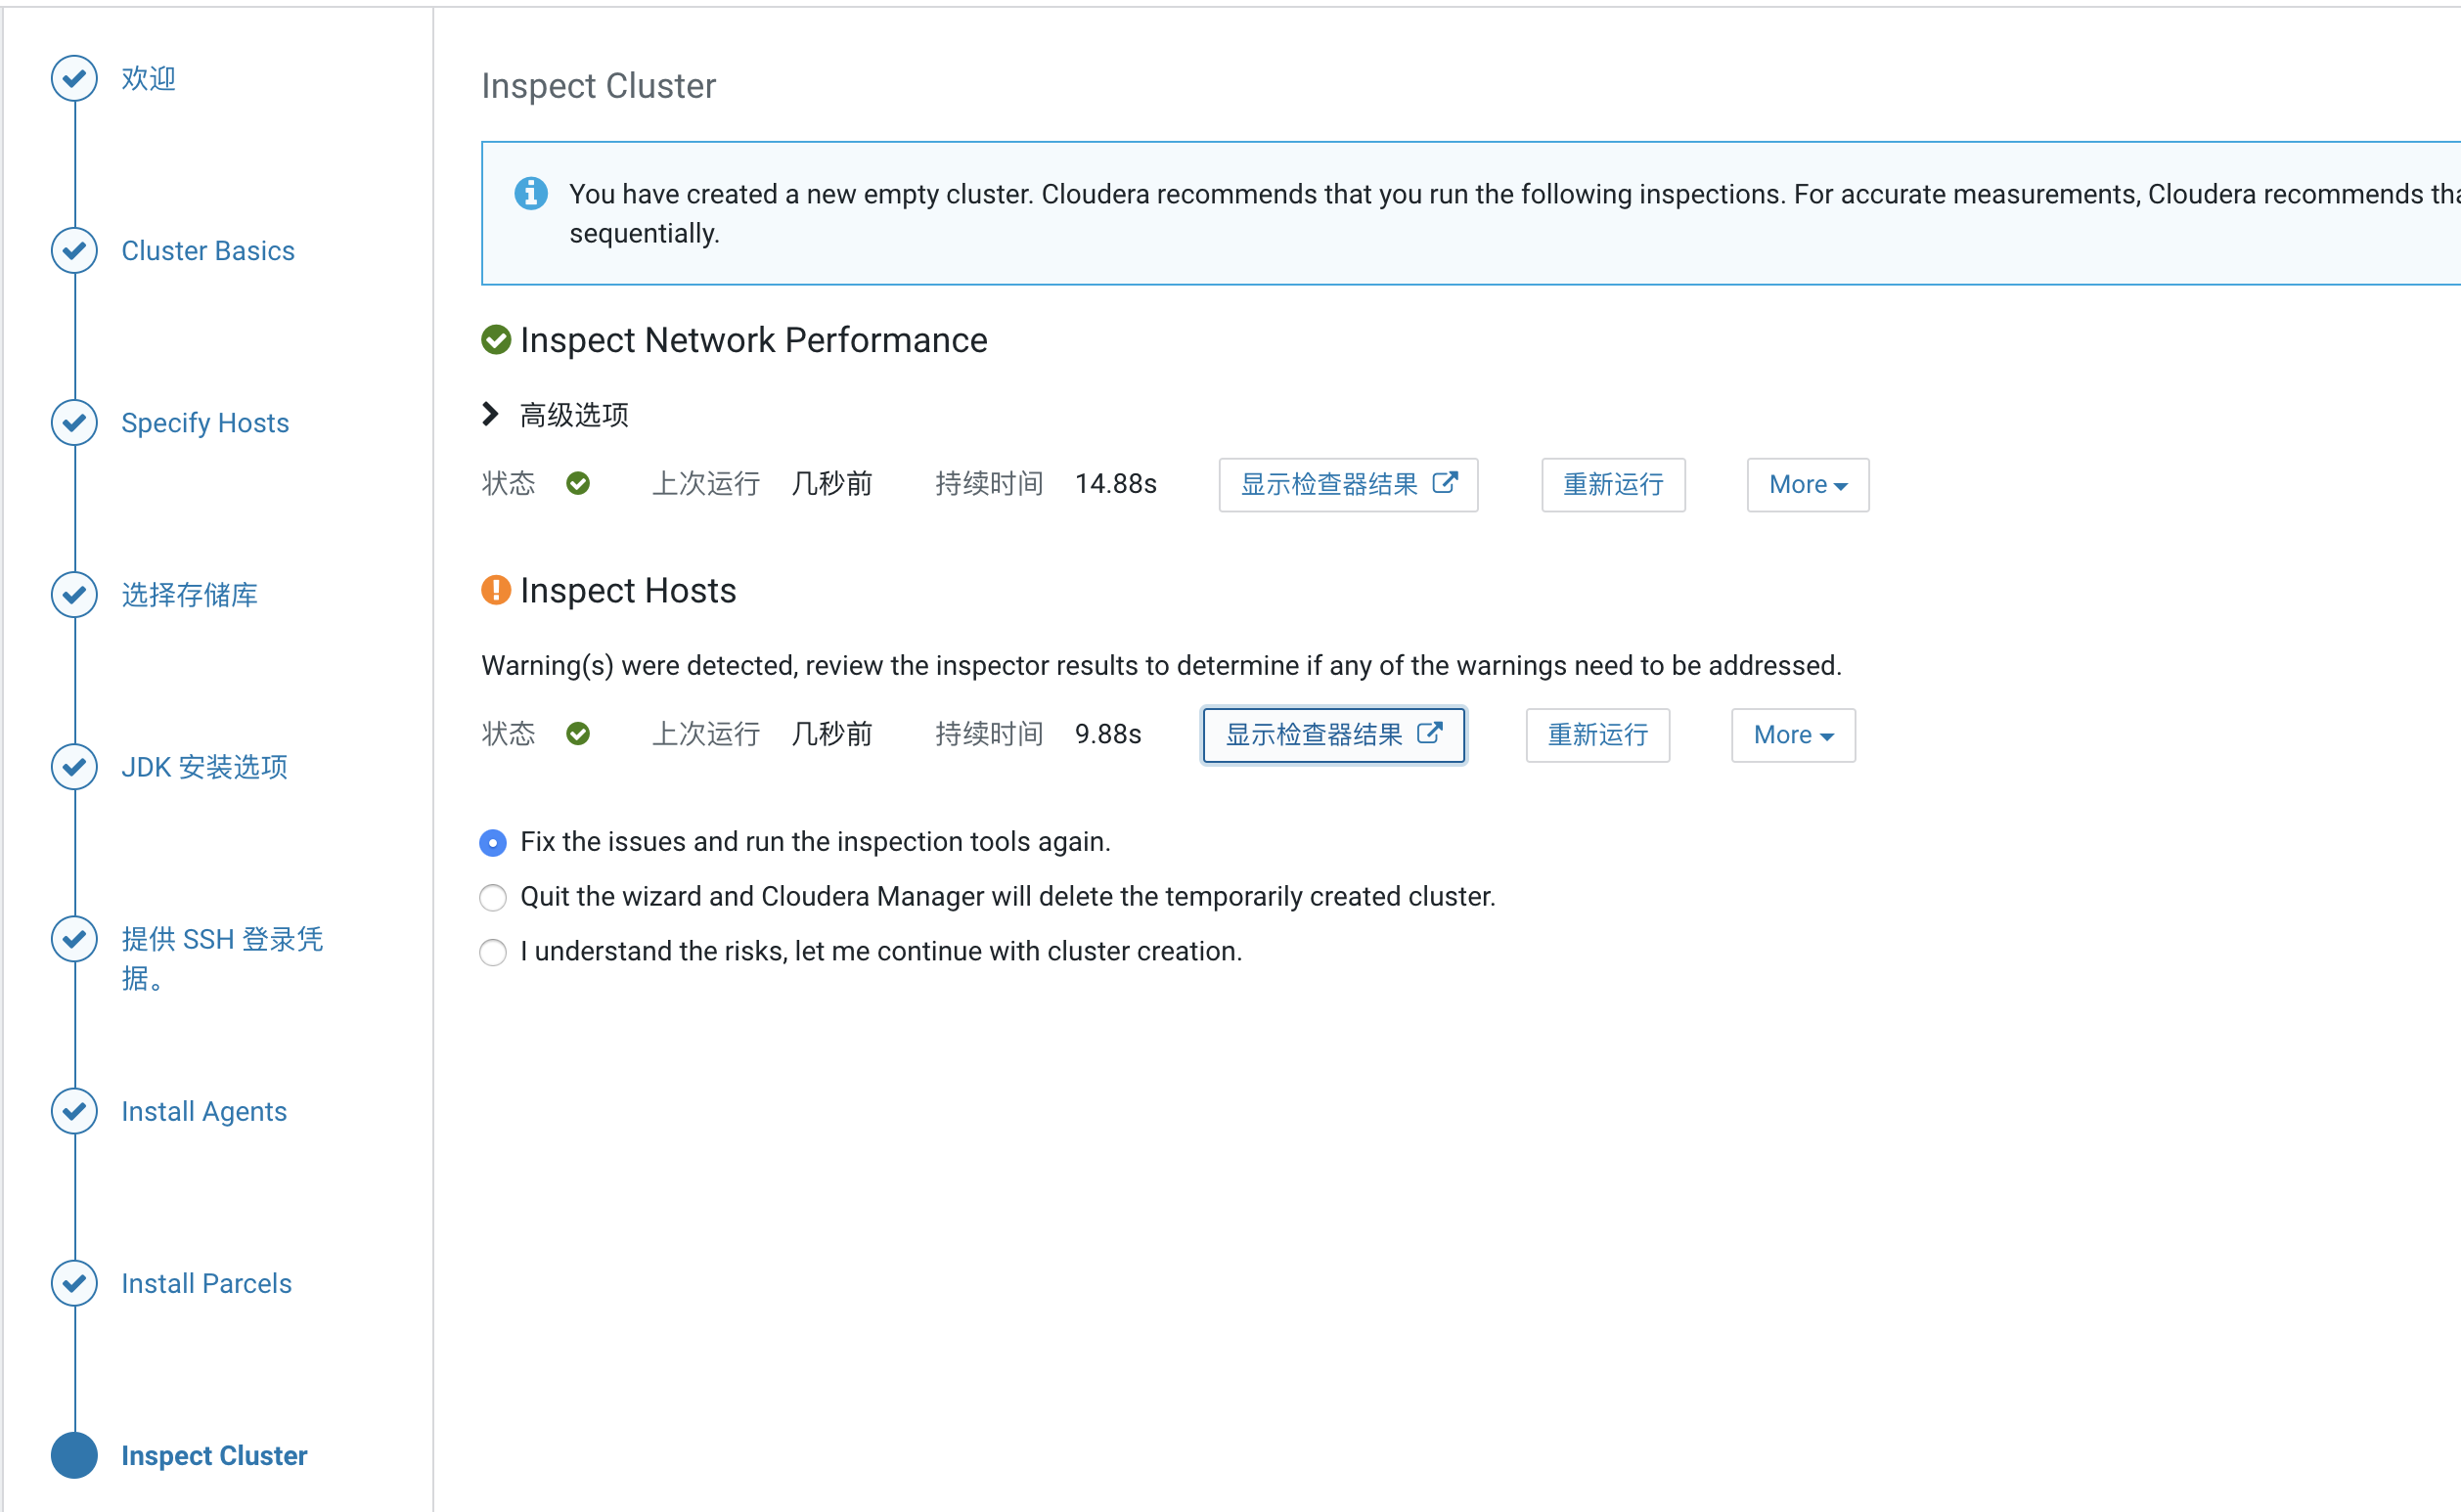 欢迎
Cluster Basics
Specify Hosts
选择存储库
JDK 安装选项
提供 SSH 登录凭
据。
Install Agents
Install Parcels
Inspect Cluster
Inspect Cluster
You have created a new empty cluster. Cloudera recommends that you run the following inspections. For accurate measurements, Cloudera recommends
sequentially.
Inspect Network Performance
高级选项
状态 上次运行 几秒前 持续时间 14.88s 显示检查器结果 重新运行 More
Inspect Hosts
Warning(s) were detected, review the inspector results to determine if any of the warnings need to be addressed.
状态 上次运行 几秒前 持续时间 9.88s 显示检查器结果 重新运行 More
Fix the issues and run the inspection tools again.
Quit the wizard and Cloudera Manager will delete the temporarily created cluster.
I understand the risks, let me continue with cluster creation.